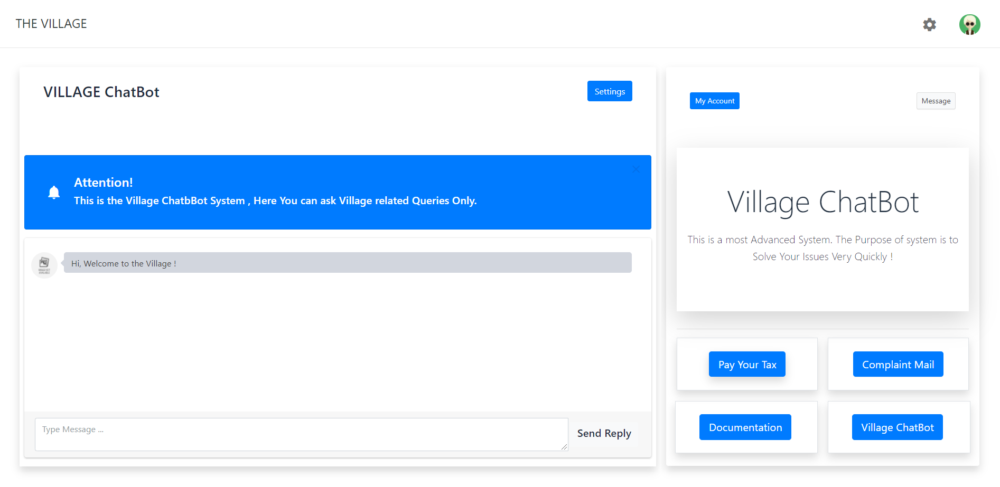 THE VILLAGE
VILLAGE ChatBot
Settings
Attention!
This is the Village ChatbBot System , Here You can ask Village related Queries Only.
IMAGE NOT
AVAILABLE
Hi, Welcome to the Village !
Type Message ...
Send Reply
My Account
Message
Village ChatBot
This is a most Advanced System. The Purpose of system is to
Solve Your Issues Very Quickly !
Pay Your Tax
Complaint Mail
Documentation
Village ChatBot